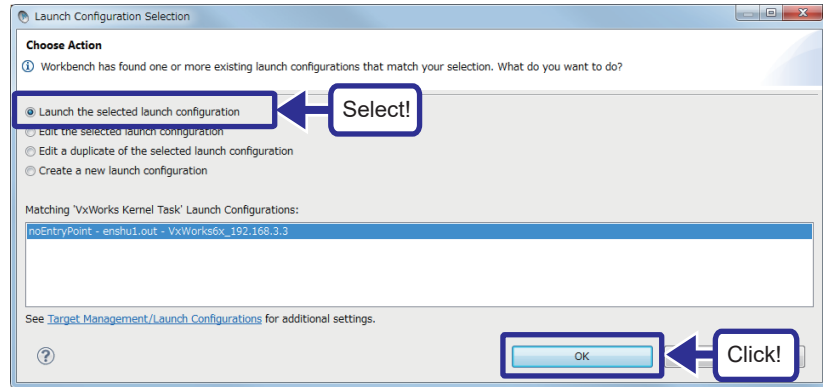 Launch Configuration Selection
Choose Action
Workbench has found one or more existing launch configurations that match your selection. What do you want to do?
Launch the selected launch configuration
Select!
Edit the selected launch configuration
Edit a duplicate of the selected launch configuration
Create a new launch configuration
Matching 'VxWorks Kernel Task' Launch Configurations:
noEntryPoint - enshu1.out - VxWorks6x_192.168.3.3
See Target Management/Launch Configurations for additional settings.
OK
Click!